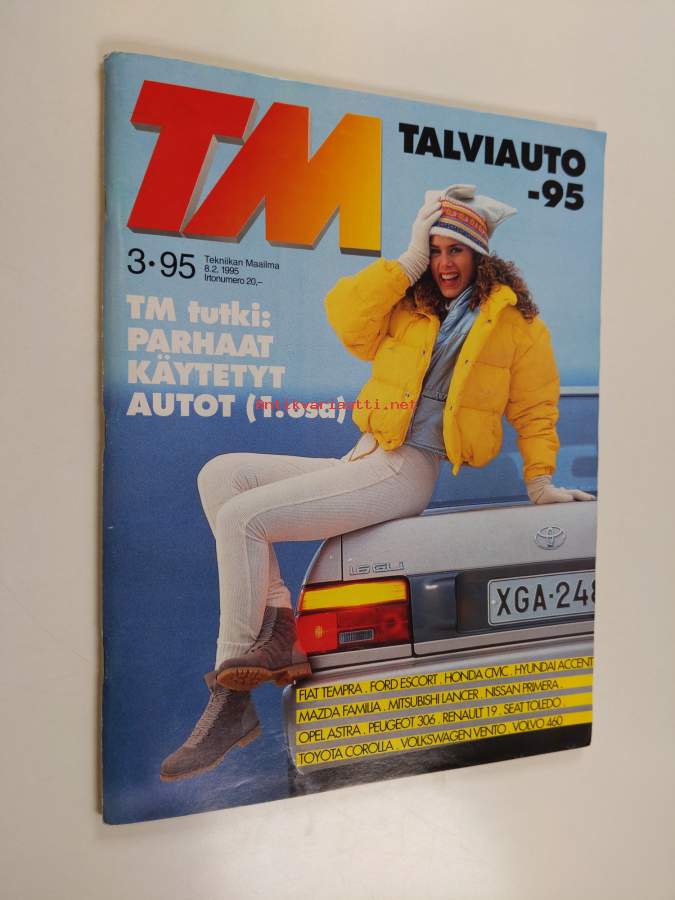 TM
TALVIAUTO
-95
3•95
Tekniikan Maailma
8.2. 1995
Irtonumero 20,–
TM tutki:
PARHAAT
KÄYTETYT
AUTOT (1. osa)
Antikvariaatti.net
1.6 GLI
XGA-248
FIAT TEMPRA . FORD ESCORT . HONDA CIVIC . HYUNDAI ACCENT
MAZDA FAMILIA . MITSUBISHI LANCER . NISSAN PRIMERA .
OPEL ASTRA . PEUGEOT 306 . RENAULT 19 . SEAT TOLEDO .
TOYOTA COROLLA . VOLKSWAGEN VENTO . VOLVO 460